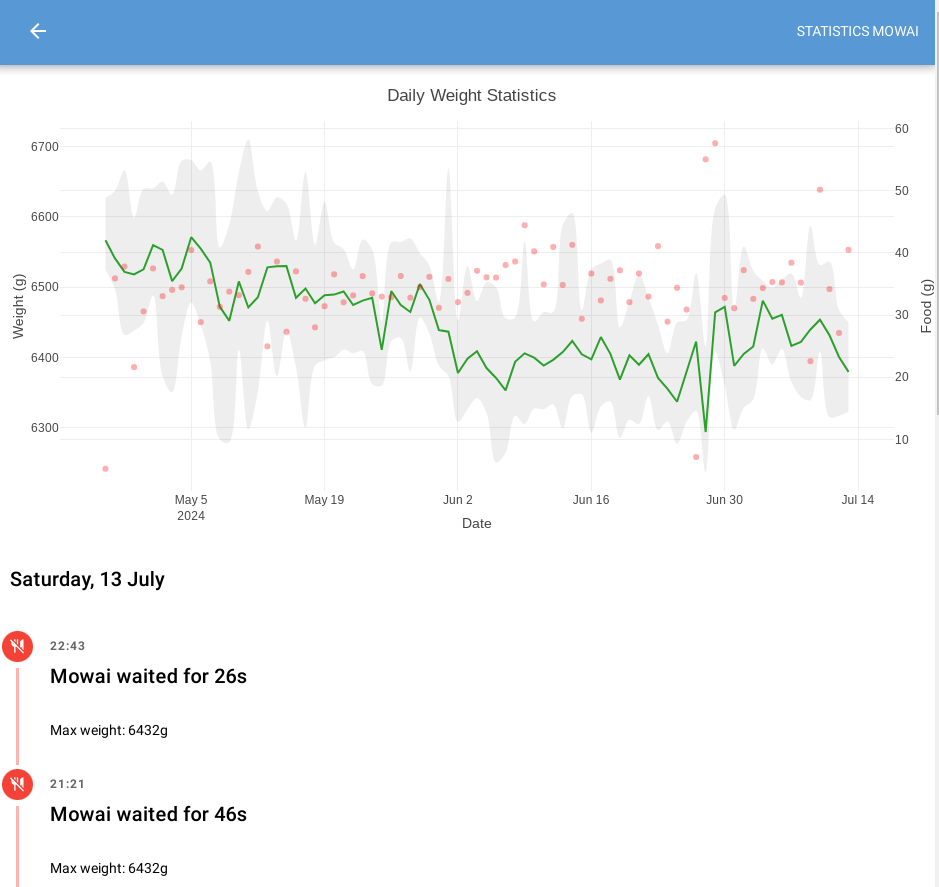 STATISTICS MOWAI
Daily Weight Statistics
6700
6600
6500
6400
6300
Weight (g)
60
50
40
30
20
10
Food (g)
May 5
2024
May 19
Jun 2
Jun 16
Jun 30
Jul 14
Date
Saturday, 13 July
22:43
Mowai waited for 26s
Max weight: 6432g
21:21
Mowai waited for 46s
Max weight: 6432g